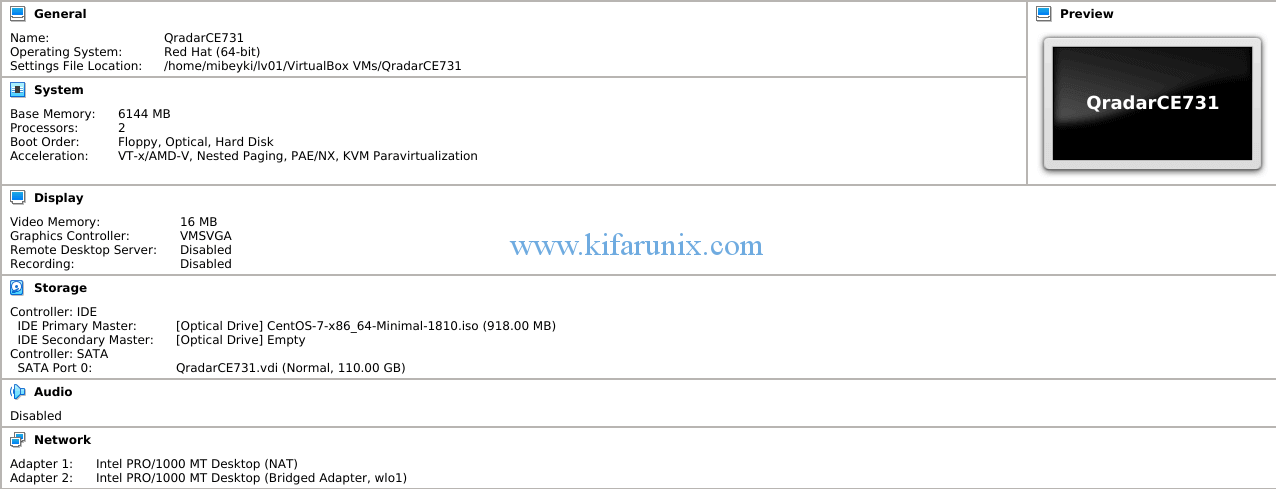 General
Name: QradarCE731
Operating System: Red Hat (64-bit)
Settings File Location: /home/mibeyki/lv01/VirtualBox VMs/QradarCE731
Preview
QradarCE731
System
Base Memory: 6144 MB
Processors: 2
Boot Order: Floppy, Optical, Hard Disk
Acceleration: VT-x/AMD-V, Nested Paging, PAE/NX, KVM Paravirtualization
Display
Video Memory: 16 MB
Graphics Controller: VMSVGA
Remote Desktop Server: Disabled
Recording: Disabled
www.kifarunix.com
Storage
Controller: IDE
IDE Primary Master: [Optical Drive] CentOS-7-x86_64-Minimal-1810.iso (918.00 MB)
IDE Secondary Master: [Optical Drive] Empty
Controller: SATA
SATA Port 0: QradarCE731.vdi (Normal, 110.00 GB)
Audio
Disabled
Network
Adapter 1: Intel PRO/1000 MT Desktop (NAT)
Adapter 2: Intel PRO/1000 MT Desktop (Bridged Adapter, wlo1)